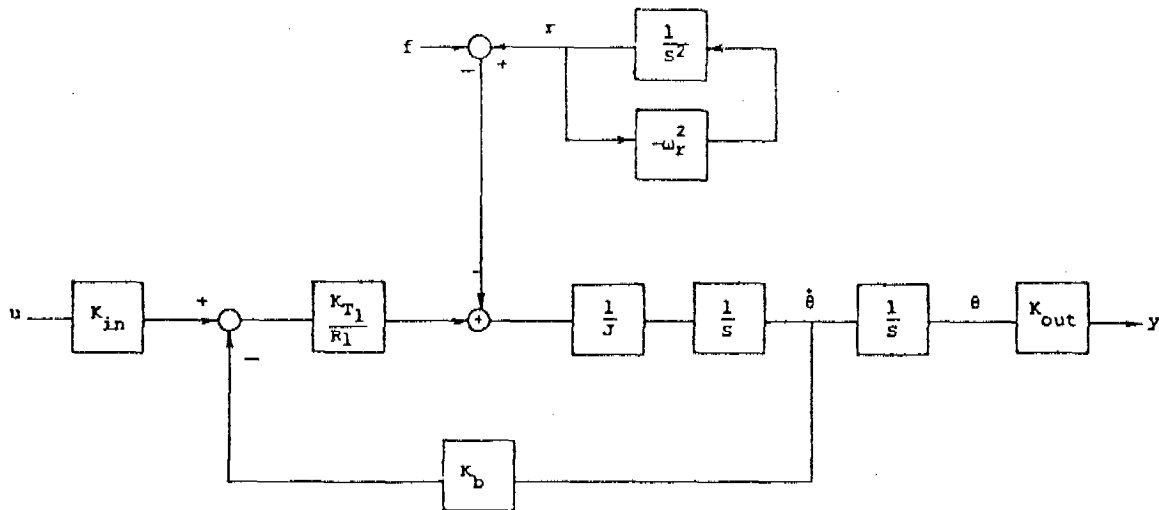 r
f
+
−
1
S²
−ω_r²
−
u
K_in
+
−
K_T1
R1
+
1
J
1
S
θ̇
1
S
θ
K_out
y
K_b